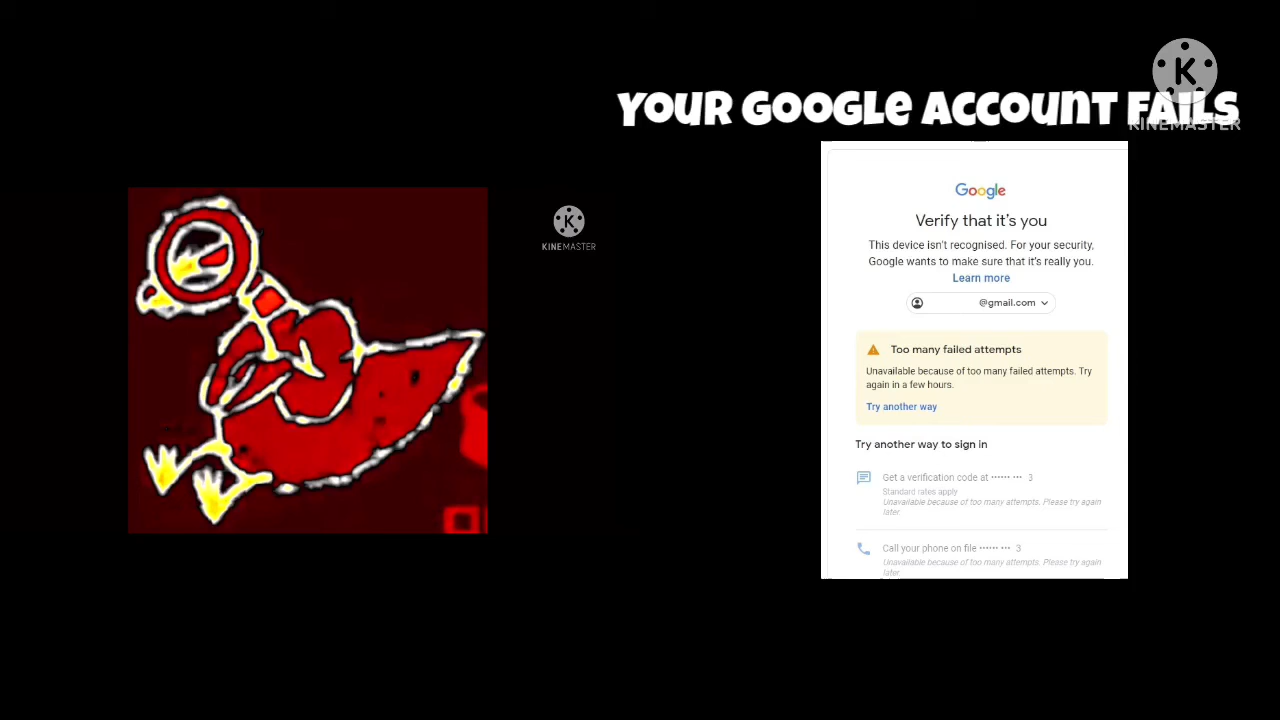 YOUR GOOGLE ACCOUNT FAILS
KINEMASTER
KINEMASTER
Google
Verify that it's you
This device isn't recognised. For your security,
Google wants to make sure that it's really you.
Learn more
@gmail.com
Too many failed attempts
Unavailable because of too many failed attempts. Try
again in a few hours.
Try another way
Try another way to sign in
Get a verification code at •••••• ••• 3
Standard rates apply
Unavailable because of too many attempts. Please try again
later.
Call your phone on file •••••• ••• 3
Unavailable because of too many attempts. Please try again
later.